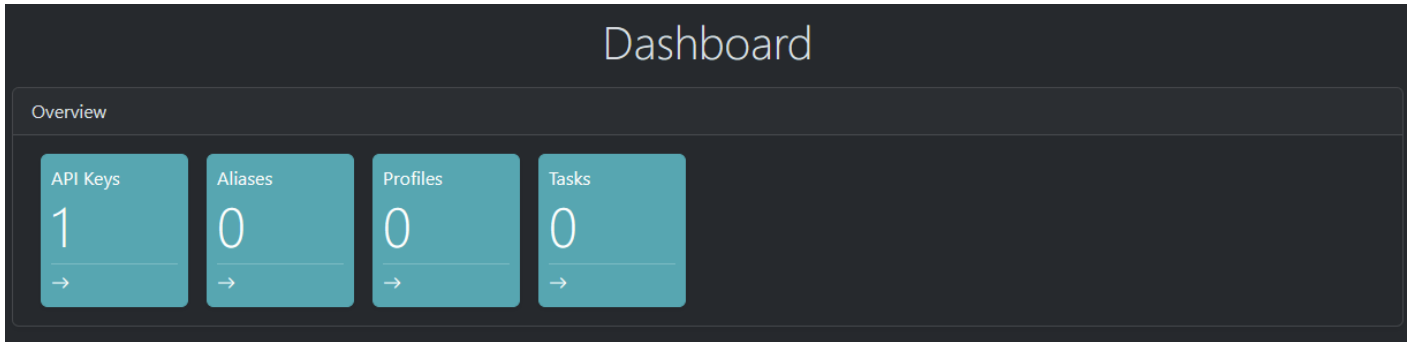 Dashboard
Overview
API Keys
1
Aliases
0
Profiles
0
Tasks
0